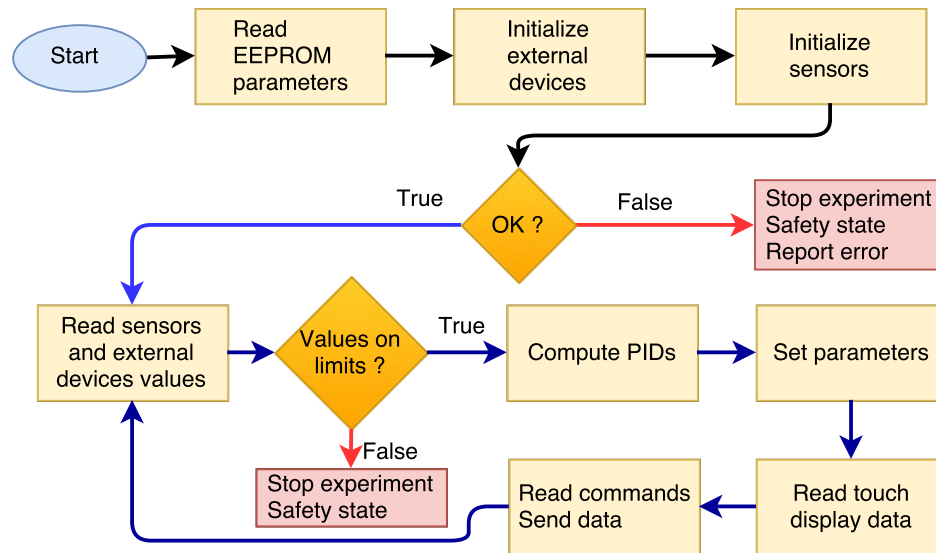 Start
Read
EEPROM
parameters
Initialize
external
devices
Initialize
sensors
True
OK ?
False
Stop experiment
Safety state
Report error
Read sensors
and external
devices values
Values on
limits ?
True
Compute PIDs
Set parameters
False
Stop experiment
Safety state
Read commands
Send data
Read touch
display data